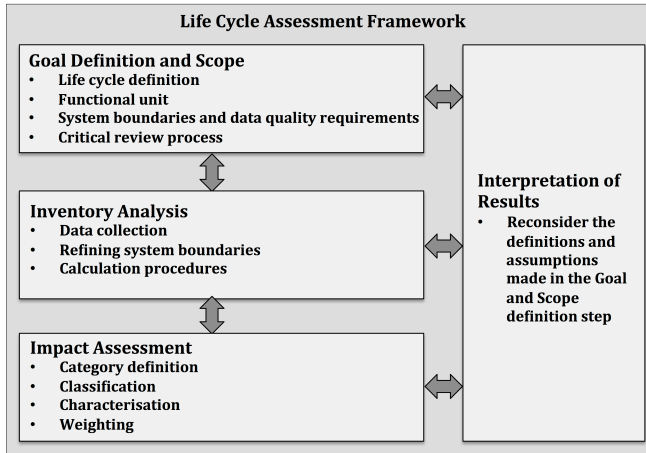 Life Cycle Assessment Framework
Goal Definition and Scope
• Life cycle definition
• Functional unit
• System boundaries and data quality requirements
• Critical review process
Inventory Analysis
• Data collection
• Refining system boundaries
• Calculation procedures
Impact Assessment
• Category definition
• Classification
• Characterisation
• Weighting
Interpretation of
Results
• Reconsider the
definitions and
assumptions
made in the Goal
and Scope
definition step